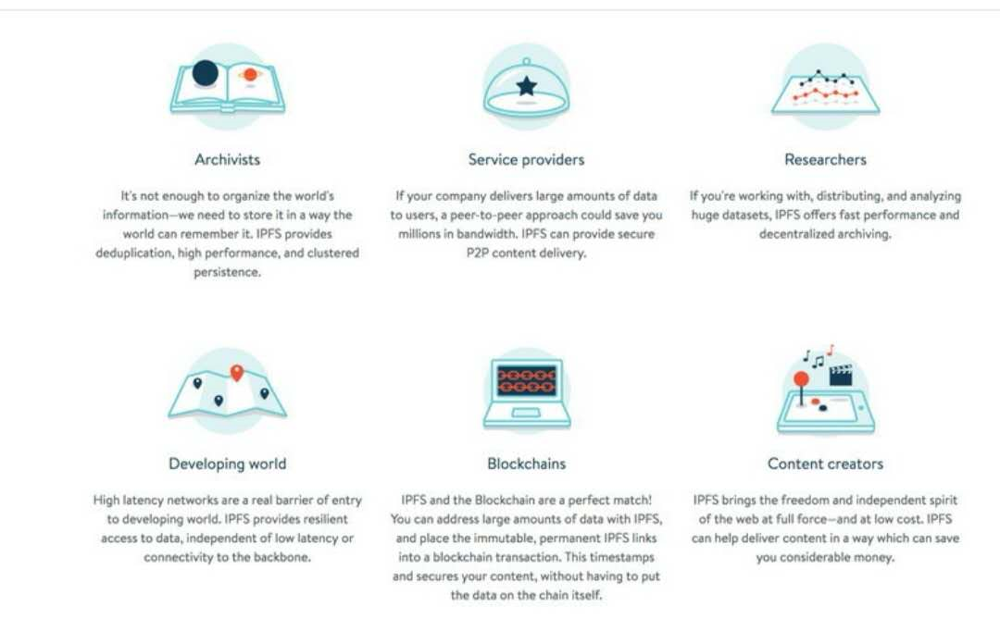 Archivists
It's not enough to organize the world's
information—we need to store it in a way the
world can remember it. IPFS provides
deduplication, high performance, and clustered
persistence.
Service providers
If your company delivers large amounts of data
to users, a peer-to-peer approach could save you
millions in bandwidth. IPFS can provide secure
P2P content delivery.
Researchers
If you're working with, distributing, and analyzing
huge datasets, IPFS offers fast performance and
decentralized archiving.
Developing world
High latency networks are a real barrier of entry
to developing world. IPFS provides resilient
access to data, independent of low latency or
connectivity to the backbone.
Blockchains
IPFS and the Blockchain are a perfect match!
You can address large amounts of data with IPFS,
and place the immutable, permanent IPFS links
into a blockchain transaction. This timestamps
and secures your content, without having to put
the data on the chain itself.
Content creators
IPFS brings the freedom and independent spirit
of the web at full force—and at low cost. IPFS
can help deliver content in a way which can save
you considerable money.